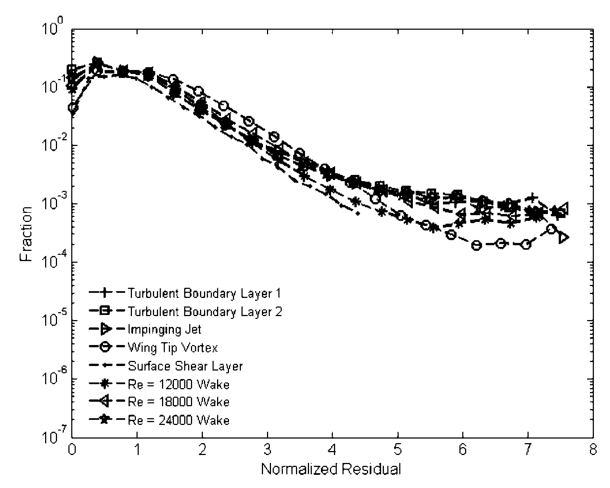 10^0
10^-1
10^-2
10^-3
10^-4
10^-5
10^-6
10^-7
Fraction
Turbulent Boundary Layer 1
Turbulent Boundary Layer 2
Impinging Jet
Wing Tip Vortex
Surface Shear Layer
Re = 12000 Wake
Re = 18000 Wake
Re = 24000 Wake
0 1 2 3 4 5 6 7 8
Normalized Residual